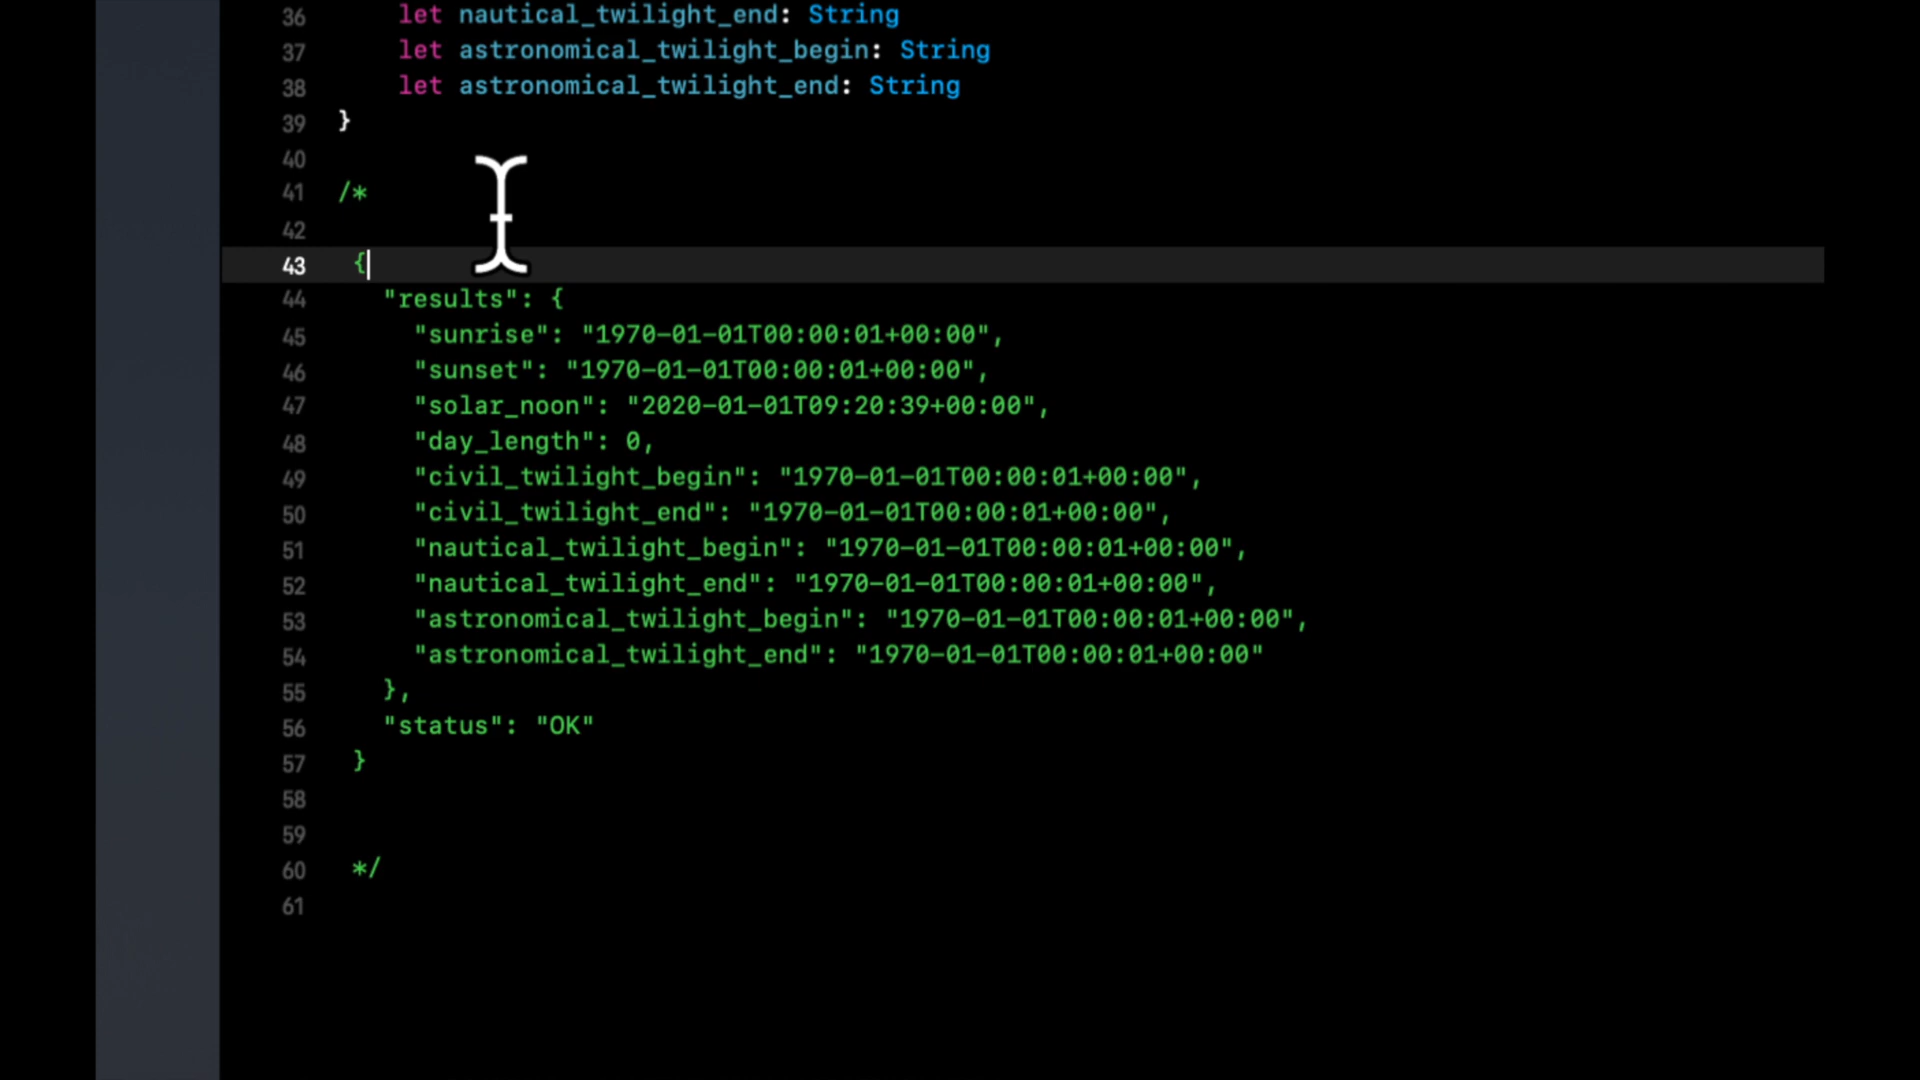 36 let nautical_twilight_end: String
37 let astronomical_twilight_begin: String
38 let astronomical_twilight_end: String
39 }
40
41 /*
42
43 {
44 "results": {
45 "sunrise": "1970-01-01T00:00:01+00:00",
46 "sunset": "1970-01-01T00:00:01+00:00",
47 "solar_noon": "2020-01-01T09:20:39+00:00",
48 "day_length": 0,
49 "civil_twilight_begin": "1970-01-01T00:00:01+00:00",
50 "civil_twilight_end": "1970-01-01T00:00:01+00:00",
51 "nautical_twilight_begin": "1970-01-01T00:00:01+00:00",
52 "nautical_twilight_end": "1970-01-01T00:00:01+00:00",
53 "astronomical_twilight_begin": "1970-01-01T00:00:01+00:00",
54 "astronomical_twilight_end": "1970-01-01T00:00:01+00:00"
55 },
56 "status": "OK"
57 }
58
59
60 */
61